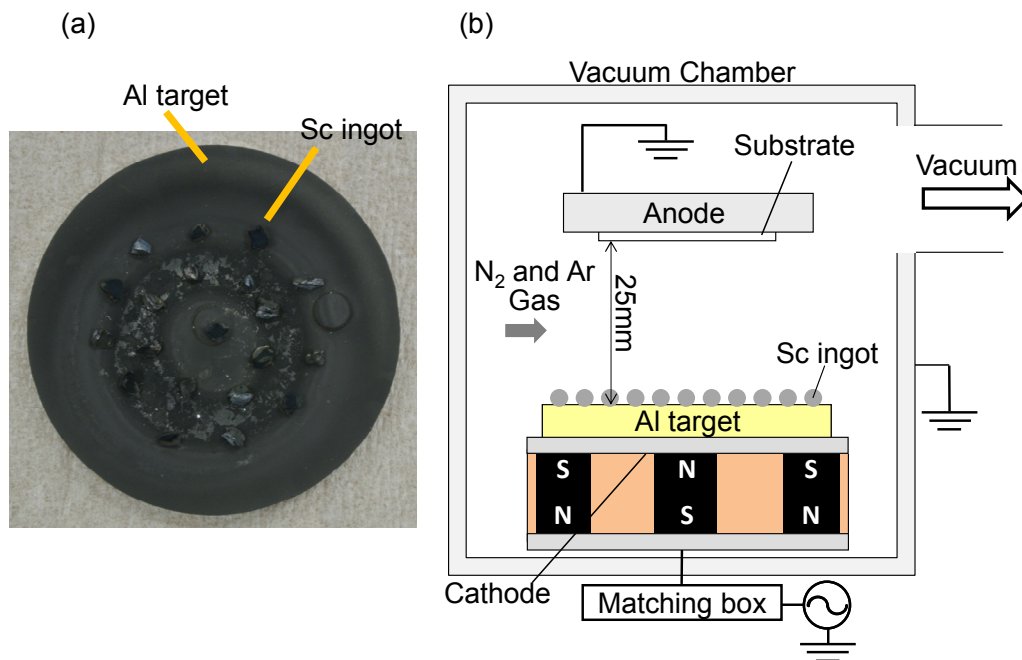 (a)
Al target
Sc ingot
(b)
Vacuum Chamber
Substrate
Vacuum
Anode
N2 and Ar
Gas
25mm
Sc ingot
Al target
S N S
N S N
Cathode
Matching box